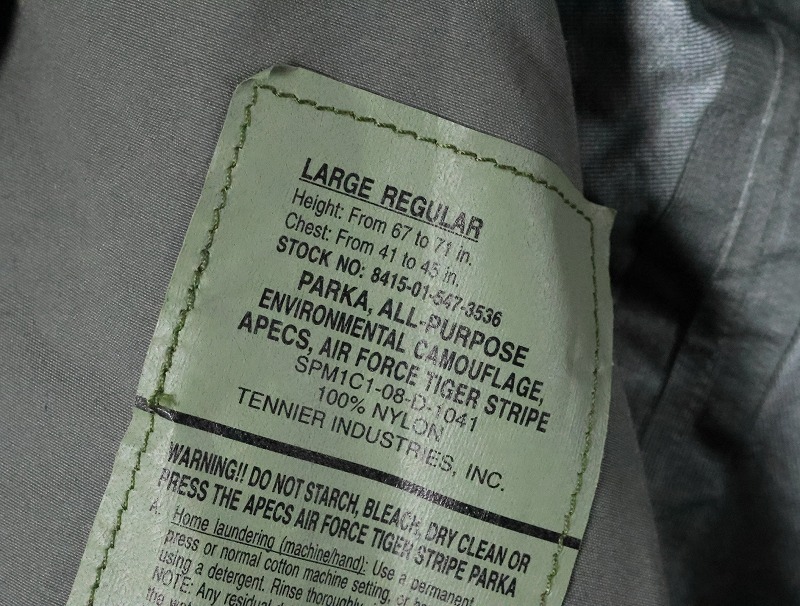 LARGE REGULAR
Height: From 67 to 71 in.
Chest: From 41 to 45 in.
STOCK NO: 8415-01-547-3536
PARKA, ALL-PURPOSE
ENVIRONMENTAL CAMOUFLAGE,
APECS, AIR FORCE TIGER STRIPE
SPM1C1-08-D-1041
100% NYLON
TENNIER INDUSTRIES, INC.
WARNING!! DO NOT STARCH, BLEACH, DRY CLEAN OR
PRESS THE APECS AIR FORCE TIGER STRIPE PARKA
A. Home laundering (machine/hand): Use a permanent
press or normal cotton machine setting, or
using a detergent. Rinse thoroughly
NOTE: Any residual
the